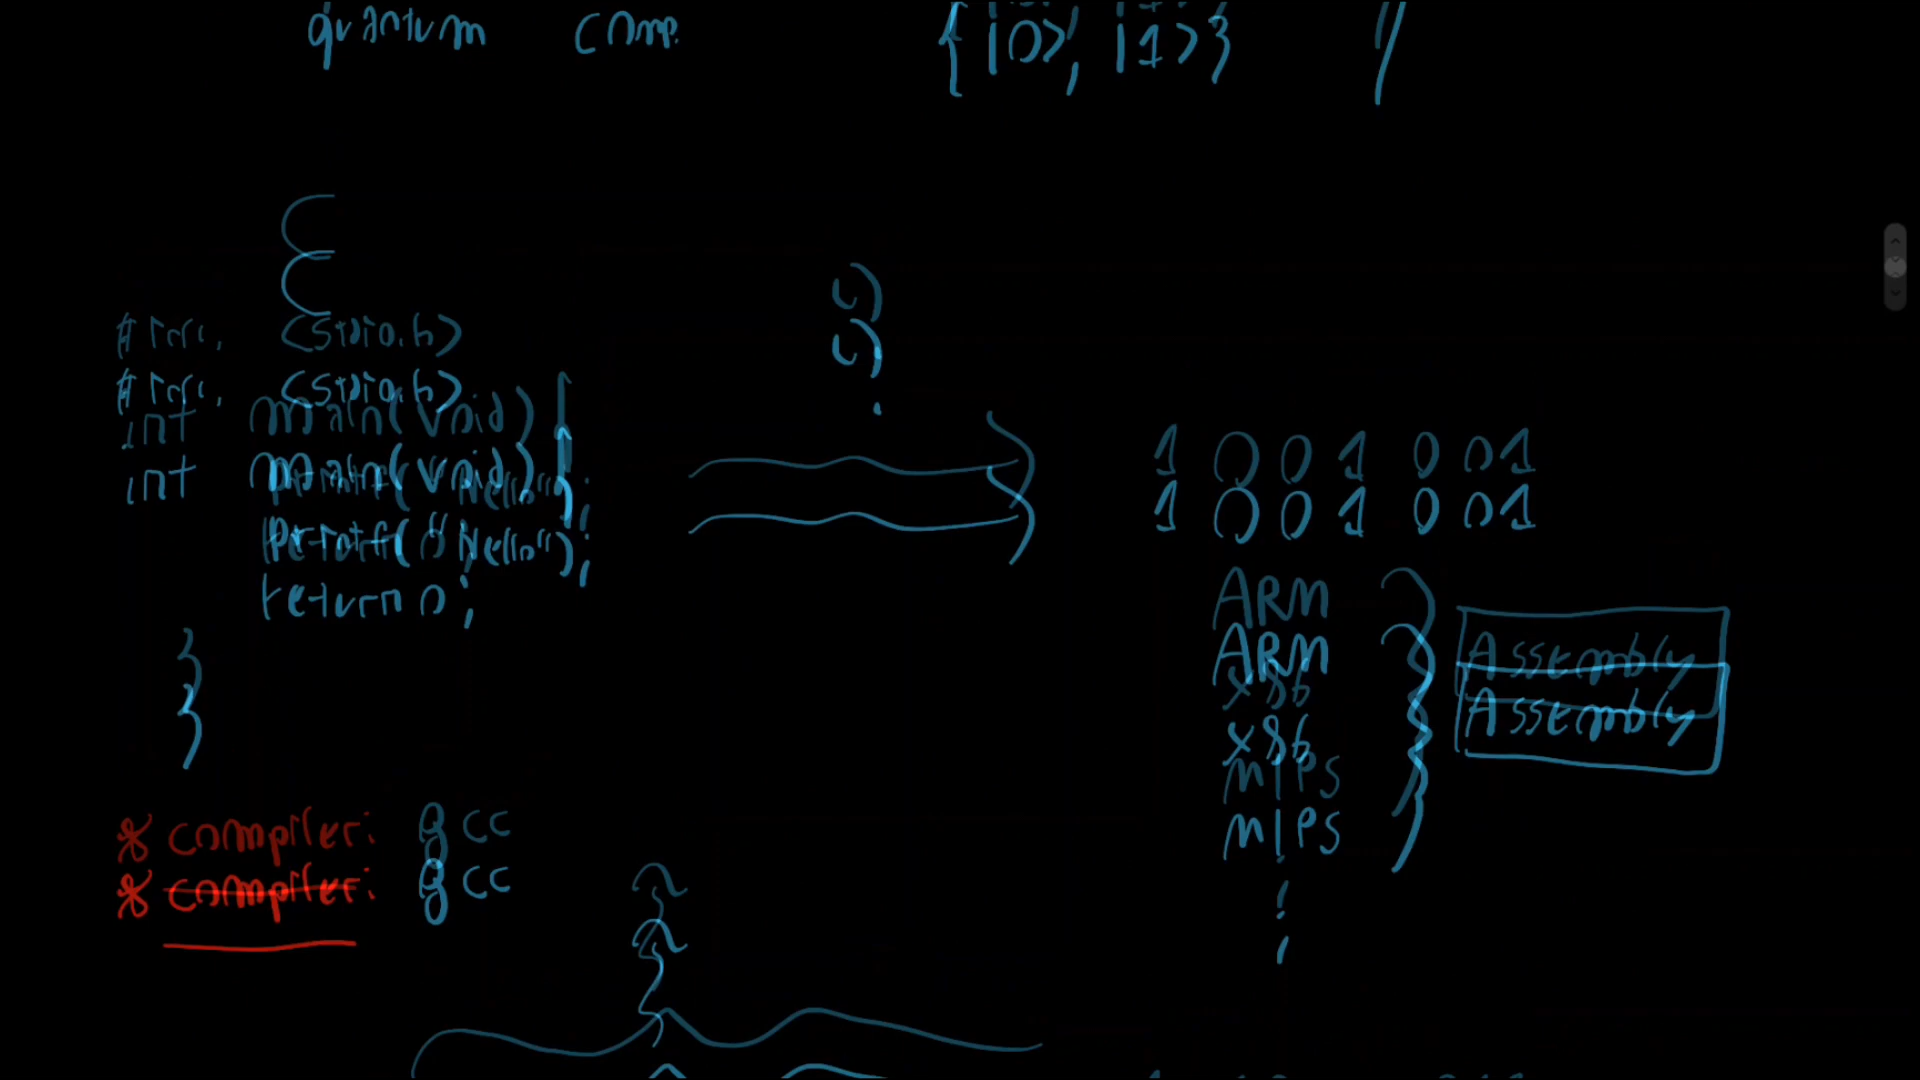 quantum comp. {|0>, |1>}
C
?
# inc. <stdio.h>
int main(void) {
printf("Hello");
return 0;
}
1 0 0 1 0 0 1
ARM
x86
MIPS
Assembly
* compiler: gcc